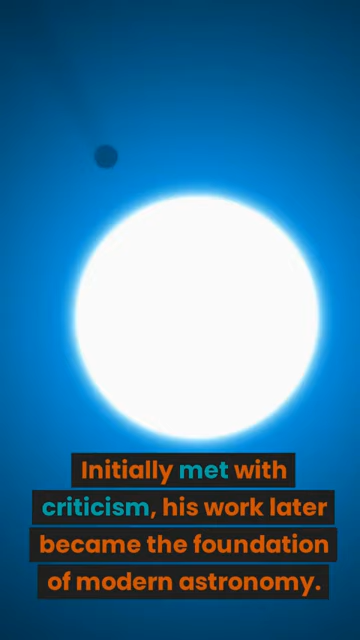 Initially met with
criticism, his work later
became the foundation
of modern astronomy.